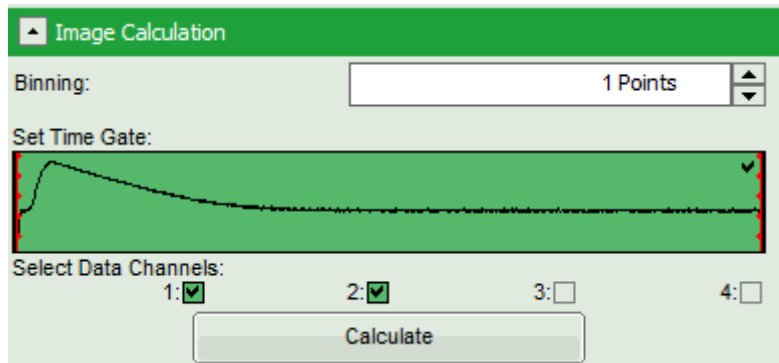 Image Calculation
Binning: 1 Points
Set Time Gate:
Select Data Channels:
1: 2: 3: 4:
Calculate